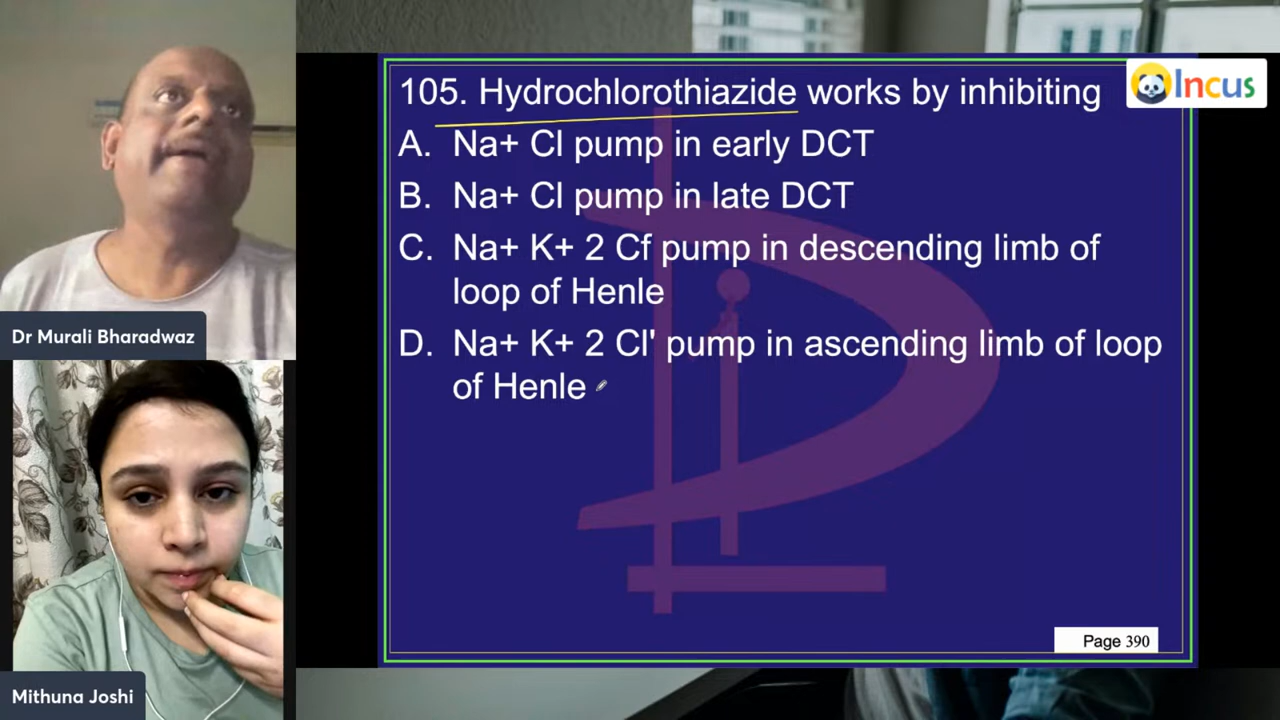 105. Hydrochlorothiazide works by inhibiting
A. Na+ Cl pump in early DCT
B. Na+ Cl pump in late DCT
C. Na+ K+ 2 Cf pump in descending limb of
loop of Henle
D. Na+ K+ 2 Cl' pump in ascending limb of loop
of Henle
Page 390
Incus
Dr Murali Bharadwaz
Mithuna Joshi